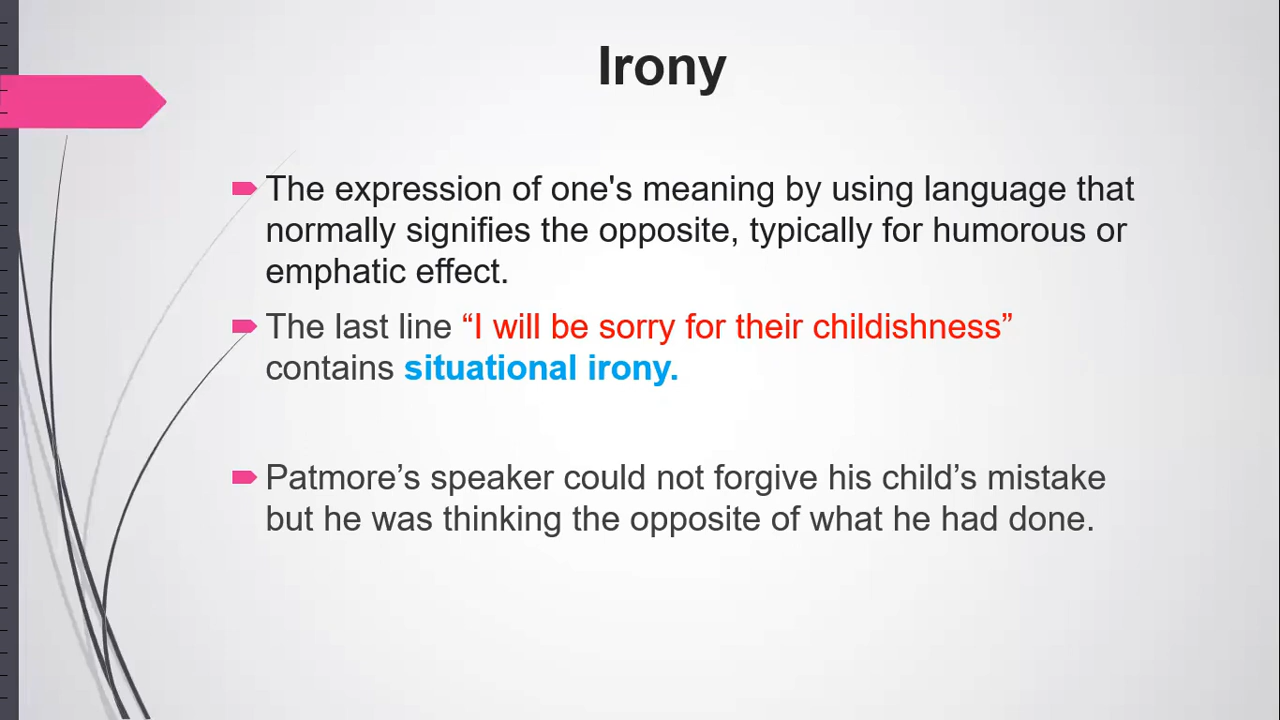 Irony
The expression of one's meaning by using language that
normally signifies the opposite, typically for humorous or
emphatic effect.
The last line “I will be sorry for their childishness”
contains situational irony.
Patmore’s speaker could not forgive his child’s mistake
but he was thinking the opposite of what he had done.